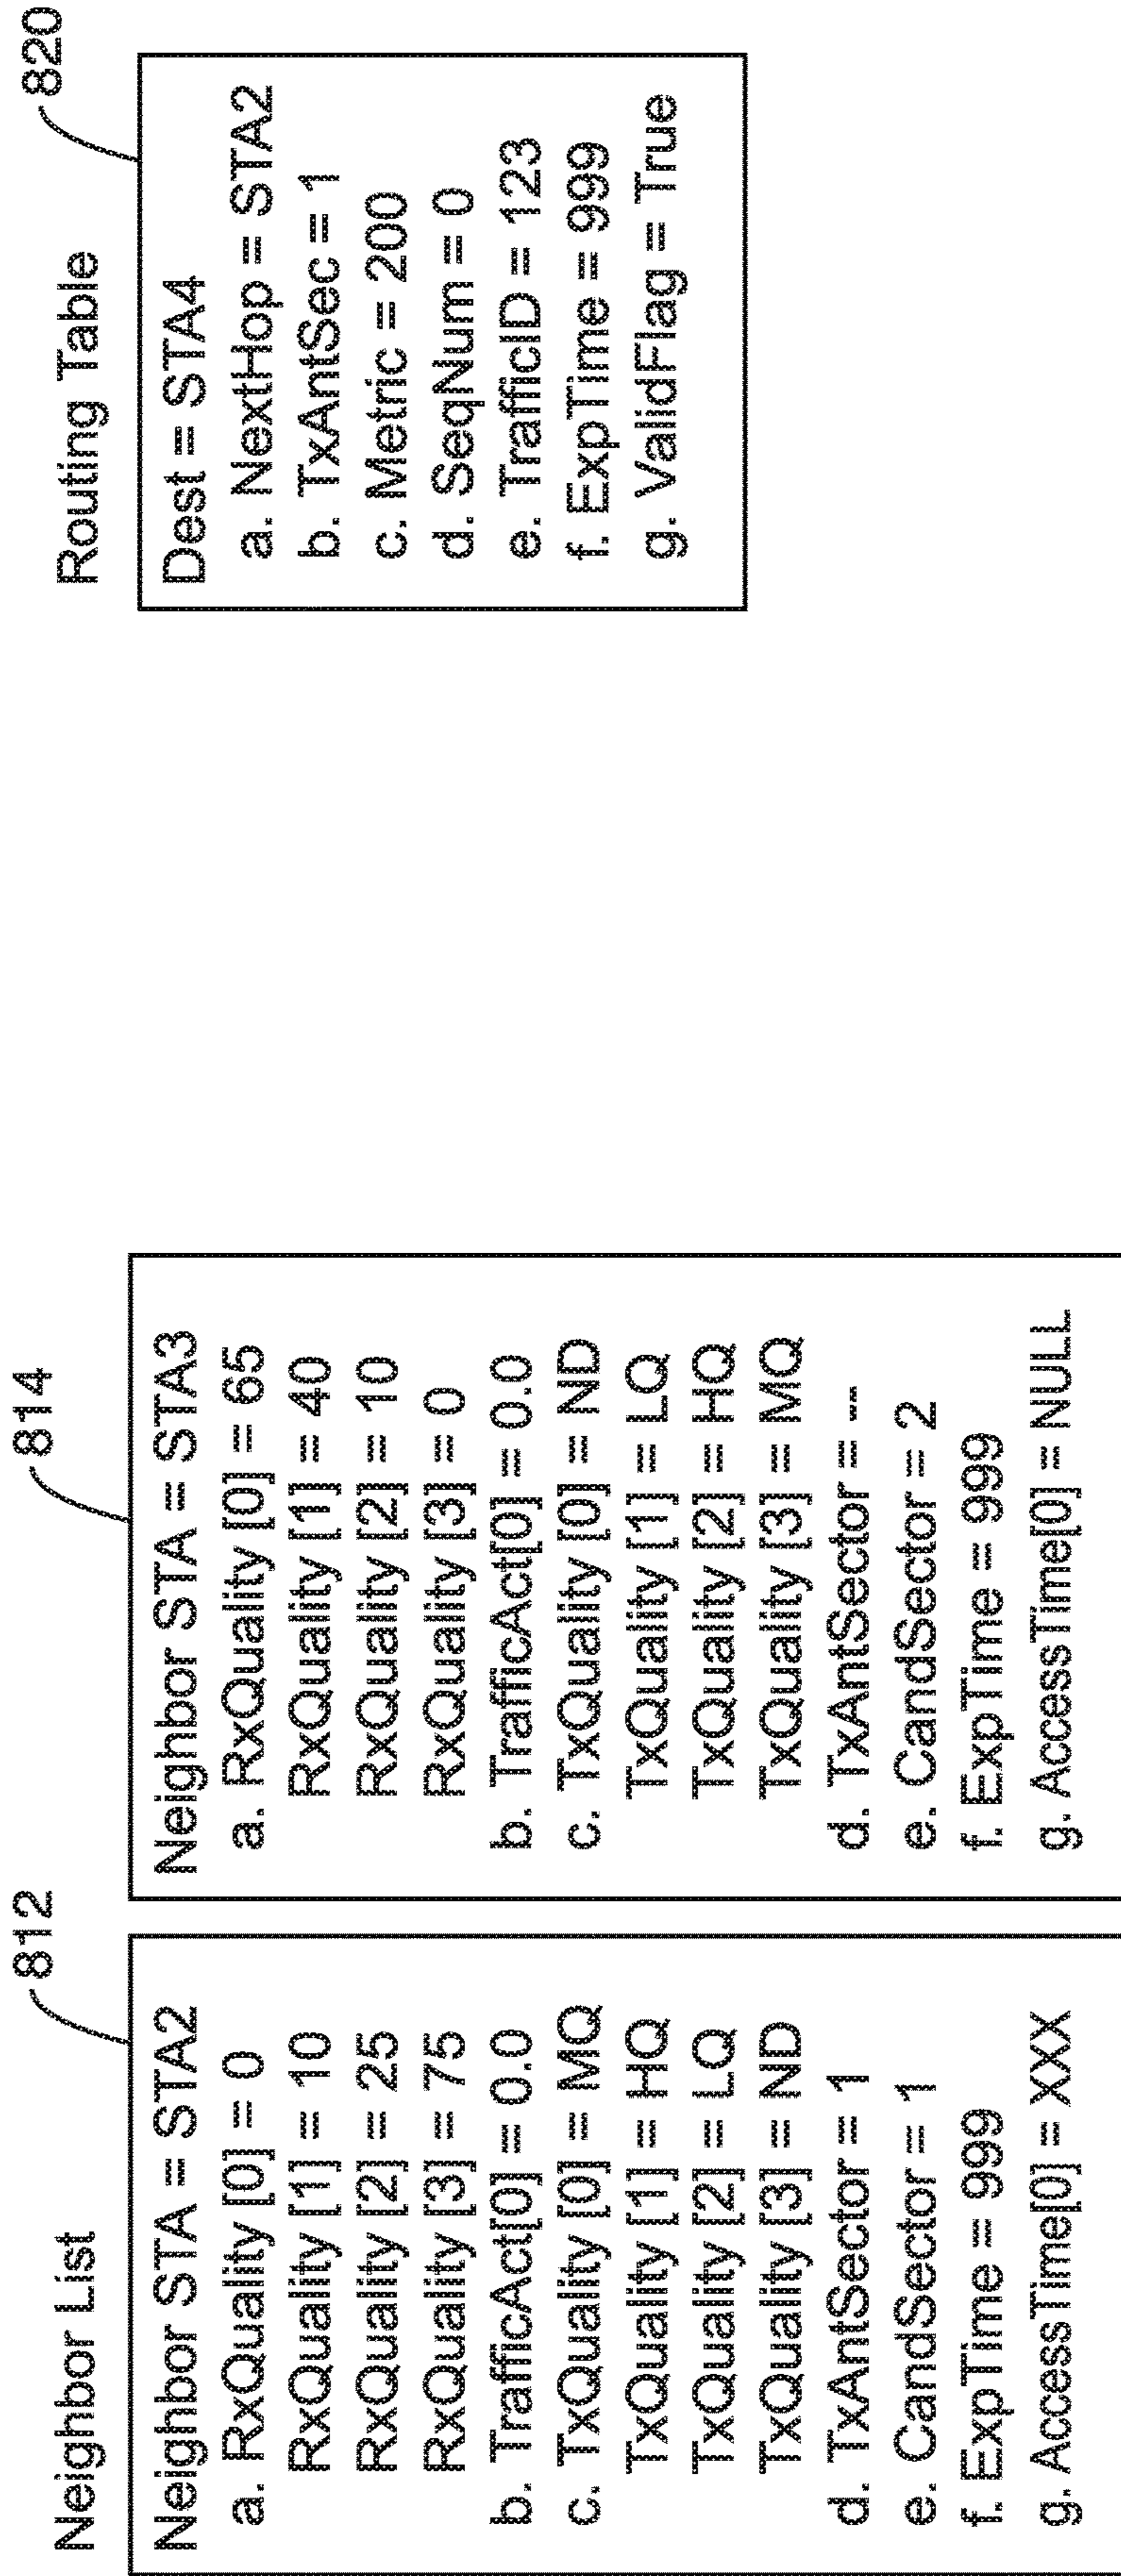 Neighbor List
812
Neighbor STA = STA2
a. RxQuality [0] = 0
RxQuality [1] = 10
RxQuality [2] = 25
RxQuality [3] = 75
b. TrafficAct[0] = 0.0
c. TxQuality [0] = MQ
TxQuality [1] = HQ
TxQuality [2] = LQ
TxQuality [3] = ND
d. TxAntSector = 1
e. CandSector = 1
f. ExpTime = 999
g. AccessTime[0] = XXX
814
Neighbor STA = STA3
a. RxQuality [0] = 65
RxQuality [1] = 40
RxQuality [2] = 10
RxQuality [3] = 0
b. TrafficAct[0] = 0.0
c. TxQuality [0] = ND
TxQuality [1] = LQ
TxQuality [2] = HQ
TxQuality [3] = MQ
d. TxAntSector = --
e. CandSector = 2
f. ExpTime = 999
g. AccessTime[0] = NULL
Routing Table
820
Dest = STA4
a. NextHop = STA2
b. TxAntSec = 1
c. Metric = 200
d. SeqNum = 0
e. TrafficID = 123
f. ExpTime = 999
g. ValidFlag = True